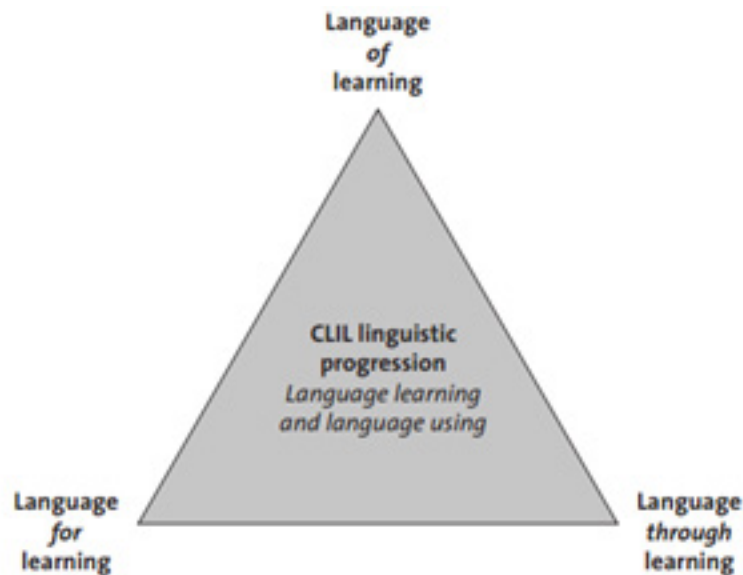 Language
of
learning
CLIL linguistic
progression
Language learning
and language using
Language
for
learning
Language
through
learning